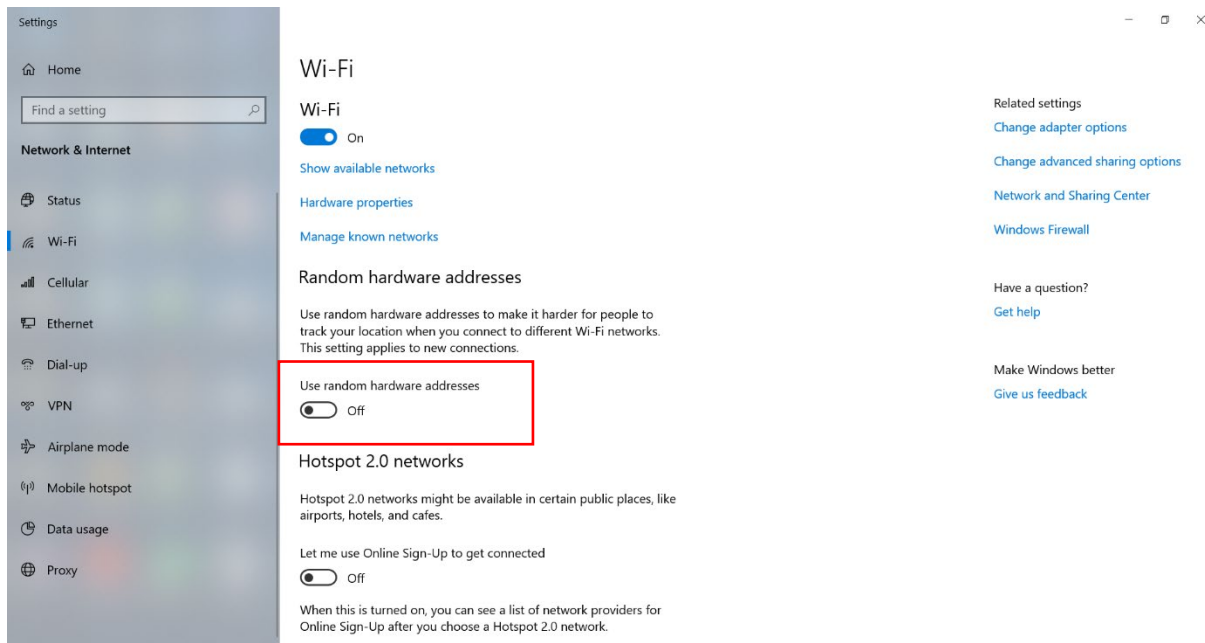 Settings
Home
Find a setting
Network & Internet
Status
Wi-Fi
Cellular
Ethernet
Dial-up
VPN
Airplane mode
Mobile hotspot
Data usage
Proxy
Wi-Fi
Wi-Fi
On
Show available networks
Hardware properties
Manage known networks
Random hardware addresses
Use random hardware addresses to make it harder for people to
track your location when you connect to different Wi-Fi networks.
This setting applies to new connections.
Use random hardware addresses
Off
Hotspot 2.0 networks
Hotspot 2.0 networks might be available in certain public places, like
airports, hotels, and cafes.
Let me use Online Sign-Up to get connected
Off
When this is turned on, you can see a list of network providers for
Online Sign-Up after you choose a Hotspot 2.0 network.
Related settings
Change adapter options
Change advanced sharing options
Network and Sharing Center
Windows Firewall
Have a question?
Get help
Make Windows better
Give us feedback